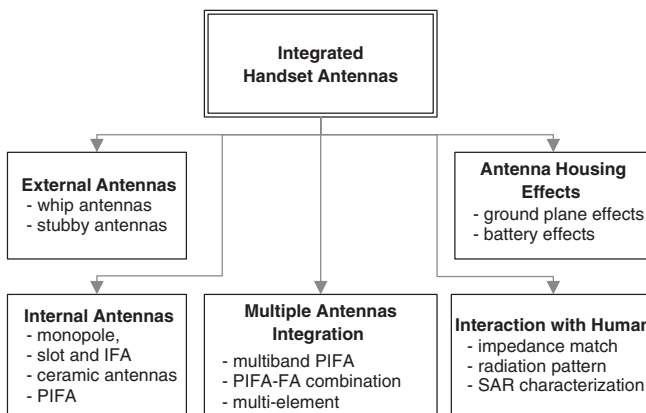 Integrated
Handset Antennas
External Antennas
- whip antennas
- stubby antennas
Antenna Housing
Effects
- ground plane effects
- battery effects
Internal Antennas
- monopole,
- slot and IFA
- ceramic antennas
- PIFA
Multiple Antennas
Integration
- multiband PIFA
- PIFA-FA combination
- multi-element
Interaction with Human
- impedance match
- radiation pattern
- SAR characterization